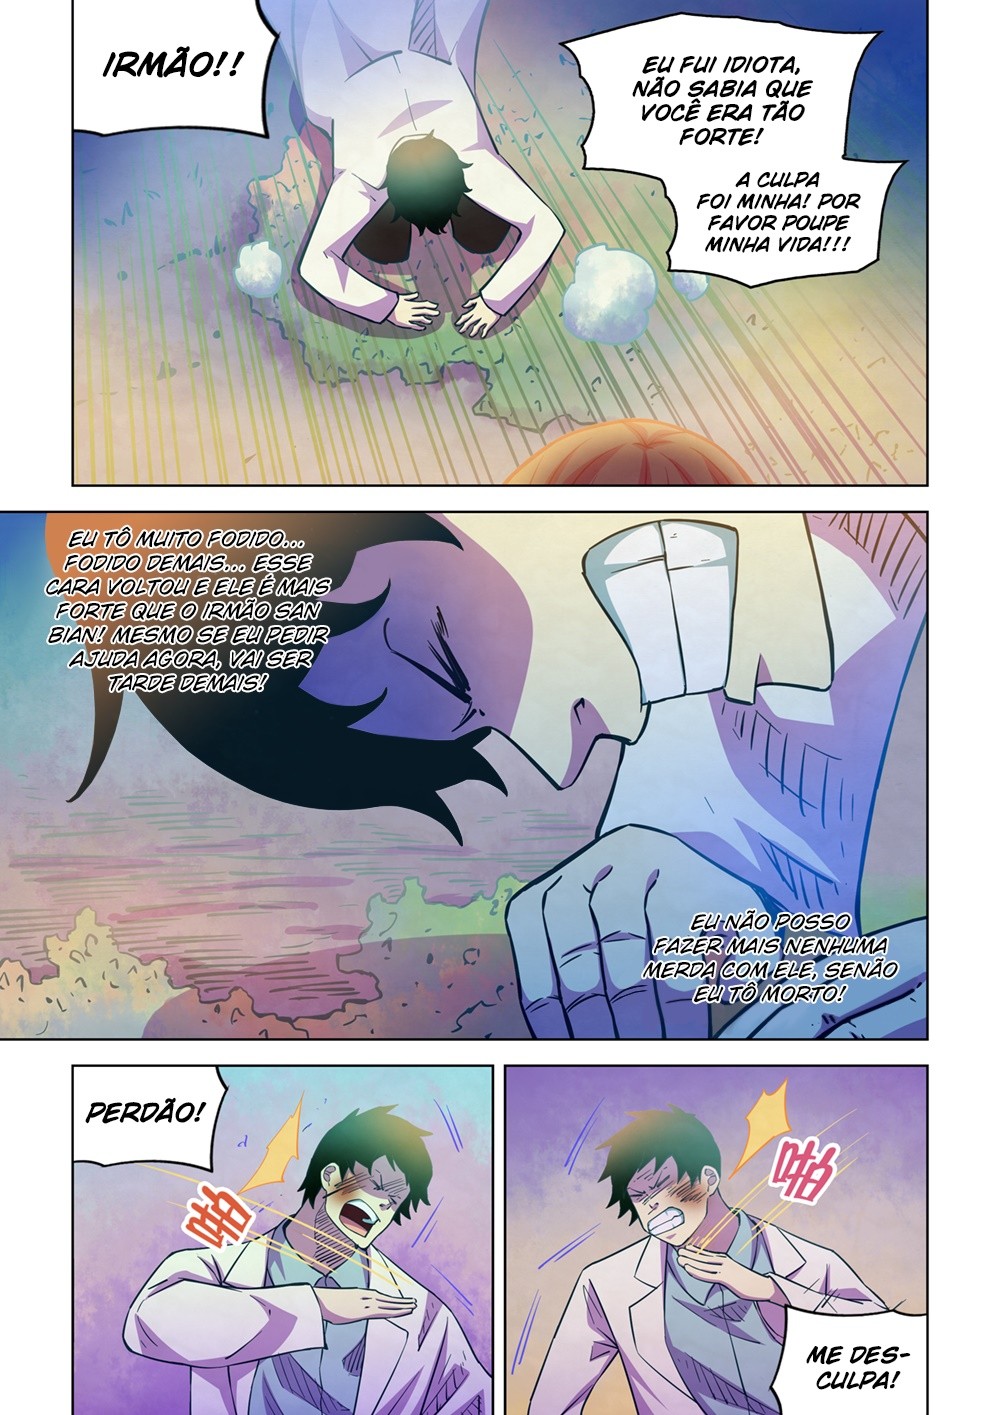 IRMÃO!!
EU FUI IDIOTA,
NÃO SABIA QUE
VOCÊ ERA TÃO
FORTE!
A CULPA
FOI MINHA! POR
FAVOR POUPE
MINHA VIDA!!!
EU TÔ MUITO FODIDO...
FODIDO DEMAIS... ESSE
CARA VOLTOU E ELE É MAIS
FORTE QUE O IRMÃO SAN
BIAN! MESMO SE EU PEDIR
AJUDA AGORA, VAI SER
TARDE DEMAIS!
EU NÃO POSSO
FAZER MAIS NENHUMA
MERDA COM ELE, SENÃO
EU TÔ MORTO!
PERDÃO!
啪
啪
ME DES-
CULPA!